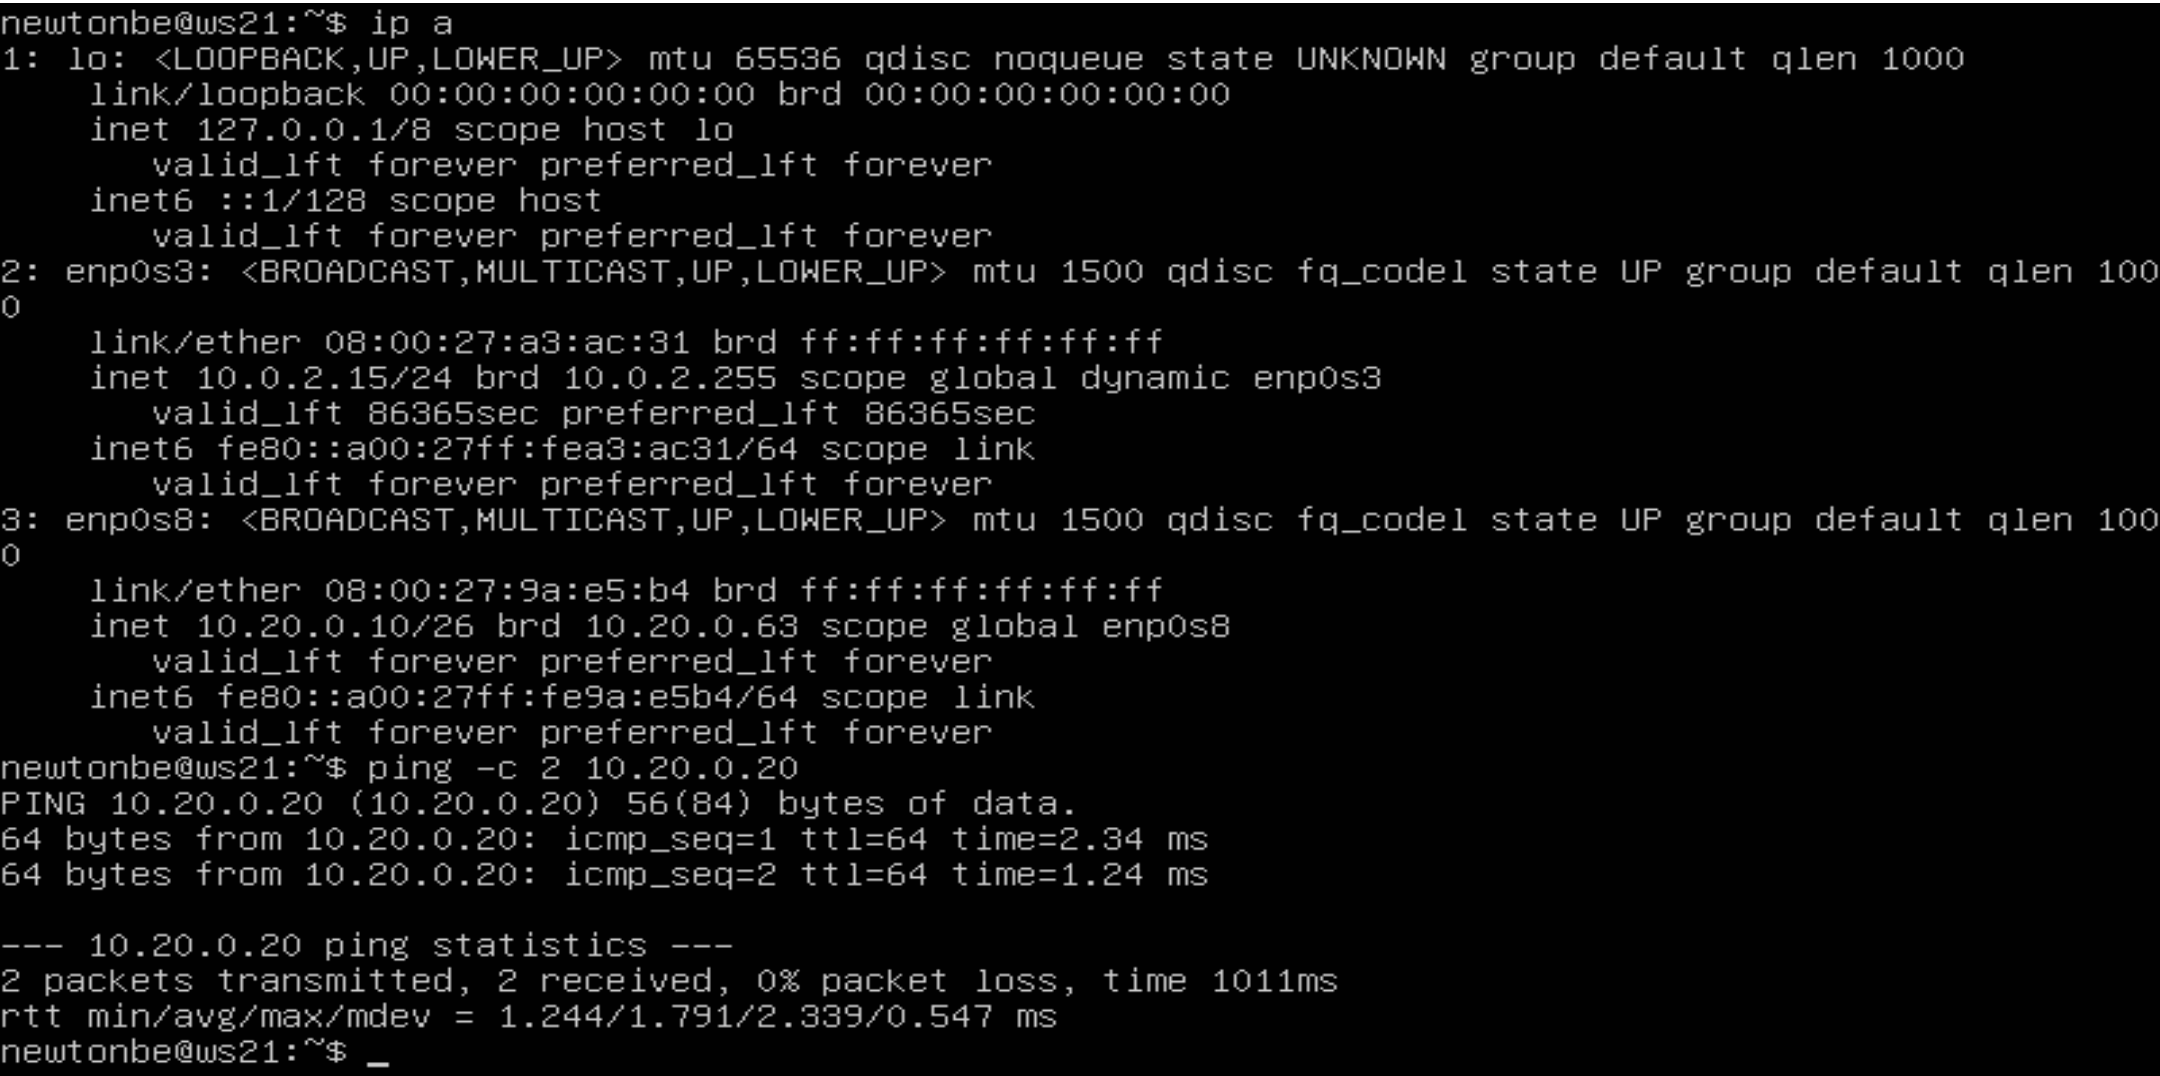 newtonbe@ws21:~$ ip a
1: lo: <LOOPBACK,UP,LOWER_UP> mtu 65536 qdisc noqueue state UNKNOWN group default qlen 1000
    link/loopback 00:00:00:00:00:00 brd 00:00:00:00:00:00
    inet 127.0.0.1/8 scope host lo
       valid_lft forever preferred_lft forever
    inet6 ::1/128 scope host
       valid_lft forever preferred_lft forever
2: enp0s3: <BROADCAST,MULTICAST,UP,LOWER_UP> mtu 1500 qdisc fq_codel state UP group default qlen 100
0
    link/ether 08:00:27:a3:ac:31 brd ff:ff:ff:ff:ff:ff
    inet 10.0.2.15/24 brd 10.0.2.255 scope global dynamic enp0s3
       valid_lft 86365sec preferred_lft 86365sec
    inet6 fe80::a00:27ff:fea3:ac31/64 scope link
       valid_lft forever preferred_lft forever
3: enp0s8: <BROADCAST,MULTICAST,UP,LOWER_UP> mtu 1500 qdisc fq_codel state UP group default qlen 100
0
    link/ether 08:00:27:9a:e5:b4 brd ff:ff:ff:ff:ff:ff
    inet 10.20.0.10/26 brd 10.20.0.63 scope global enp0s8
       valid_lft forever preferred_lft forever
    inet6 fe80::a00:27ff:fe9a:e5b4/64 scope link
       valid_lft forever preferred_lft forever
newtonbe@ws21:~$ ping -c 2 10.20.0.20
PING 10.20.0.20 (10.20.0.20) 56(84) bytes of data.
64 bytes from 10.20.0.20: icmp_seq=1 ttl=64 time=2.34 ms
64 bytes from 10.20.0.20: icmp_seq=2 ttl=64 time=1.24 ms

--- 10.20.0.20 ping statistics ---
2 packets transmitted, 2 received, 0% packet loss, time 1011ms
rtt min/avg/max/mdev = 1.244/1.791/2.339/0.547 ms
newtonbe@ws21:~$ _